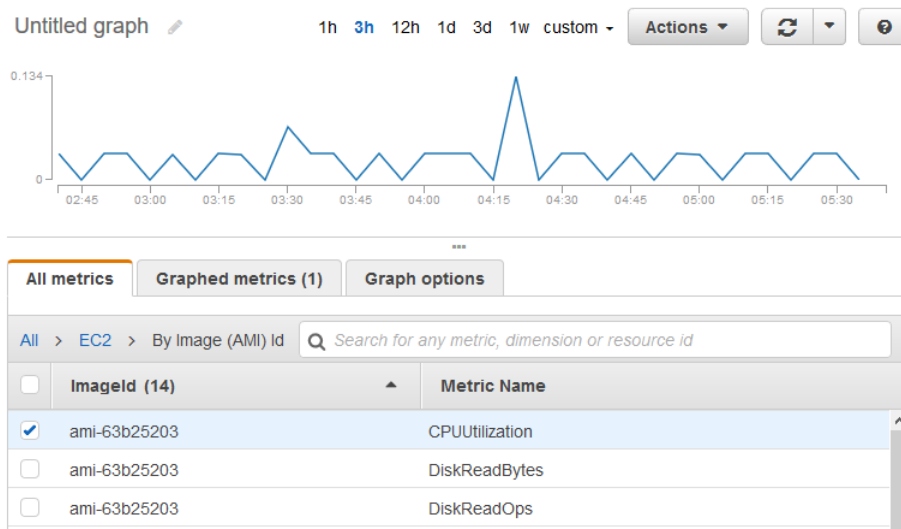 Untitled graph 1h 3h 12h 1d 3d 1w custom Actions
0.134
0
02:45 03:00 03:15 03:30 03:45 04:00 04:15 04:30 04:45 05:00 05:15 05:30
All metrics Graphed metrics (1) Graph options
All > EC2 > By Image (AMI) Id Search for any metric, dimension or resource id
ImageId (14) Metric Name
ami-63b25203 CPUUtilization
ami-63b25203 DiskReadBytes
ami-63b25203 DiskReadOps